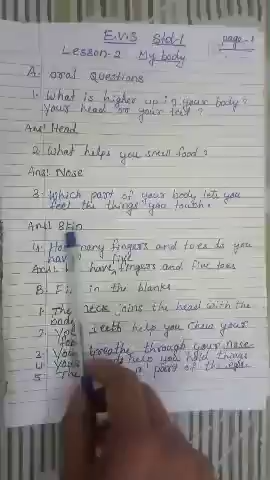 E.V.S Std-1 page-1
Lesson-2 My body
A. oral Questions
1. What is higher up in your body?
Your head or your feet?
Ans! Head
2. What helps you smell food?
Ans! Nose
3. Which part of your body lets you
feel the things you touch.
Ans! Skin
4. How many fingers and toes do you
have? five
have fingers and five toes
B. in the blanks
1. The neck joins the head with the
body
2. teeth help you chew your
3. You breathe through your nose
4. help you hold things
5. The part of the